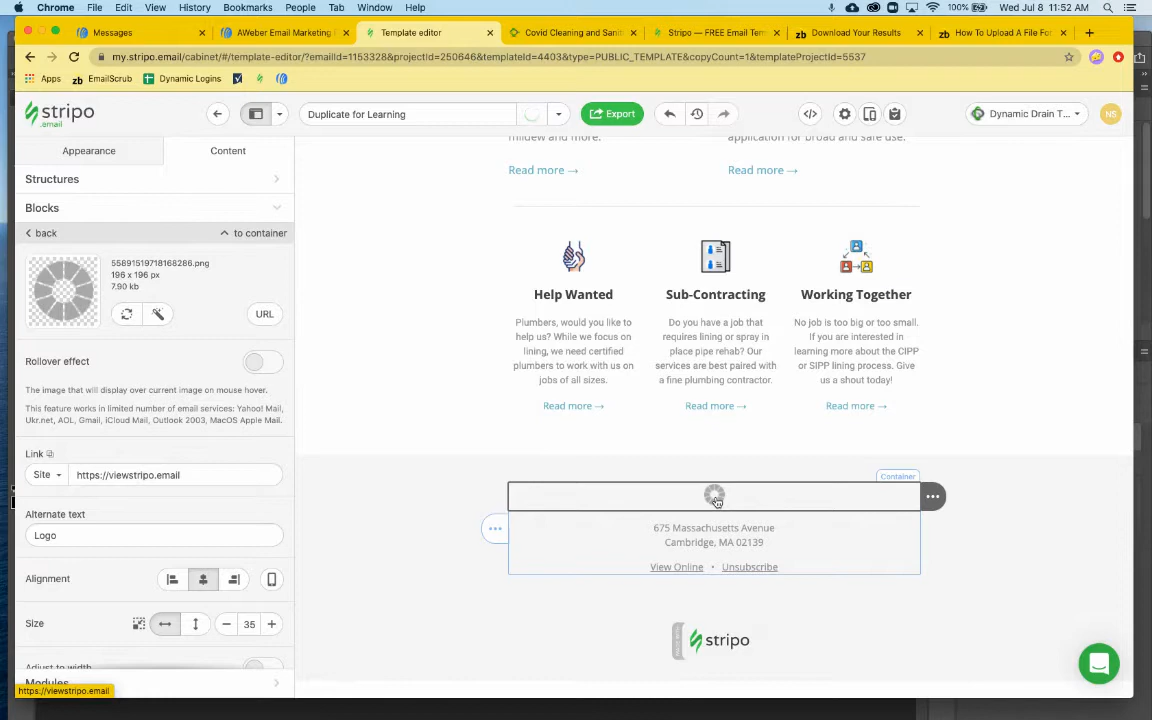 Chrome File Edit View History Bookmarks People Tab Window Help 100% Wed Jul 8 11:52 AM
Messages × AWeber Email Marketing × Template editor × Covid Cleaning and Sani × Stripo — FREE Email Tem × zb Download Your Results × zb How To Upload A File For × +
my.stripo.email/cabinet/#/template-editor/?emailId=1153328&projectId=250646&templateId=4403&type=PUBLIC_TEMPLATE&copyCount=1&templateProjectId=5537
Apps zb EmailScrub Dynamic Logins
stripo .email Duplicate for Learning Export </> Dynamic Drain T... NS
Appearance Content
Structures
Blocks
back to container
55891519718168286.png
196 x 196 px
7.90 kb
URL
Rollover effect
The image that will display over current image on mouse hover.
This feature works in limited number of email services: Yahoo! Mail,
Ukr.net, AOL, Gmail, iCloud Mail, Outlook 2003, MacOS Apple Mail.
Link
Site https://viewstripo.email
Alternate text
Logo
Alignment
Size − 35 +
Adjust to width
Modules
https://viewstripo.email
mildew and more. application for broad and safe use.
Read more → Read more →
Help Wanted
Plumbers, would you like to
help us? While we focus on
lining, we need certified
plumbers to work with us on
jobs of all sizes.
Read more →
Sub-Contracting
Do you have a job that
requires lining or spray in
place pipe rehab? Our
services are best paired with
a fine plumbing contractor.
Read more →
Working Together
No job is too big or too small.
If you are interested in
learning more about the CIPP
or SIPP lining process. Give
us a shout today!
Read more →
Container
675 Massachusetts Avenue
Cambridge, MA 02139
View Online • Unsubscribe
stripo